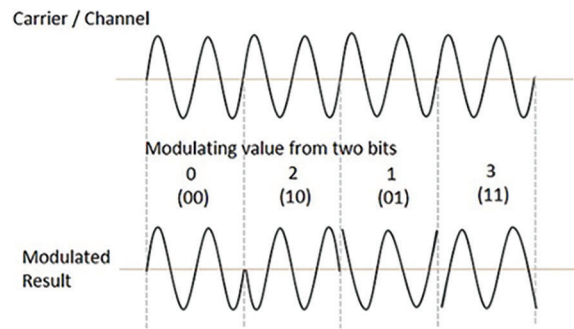 Carrier / Channel
Modulating value from two bits
0 2 1 3
(00) (10) (01) (11)
Modulated
Result